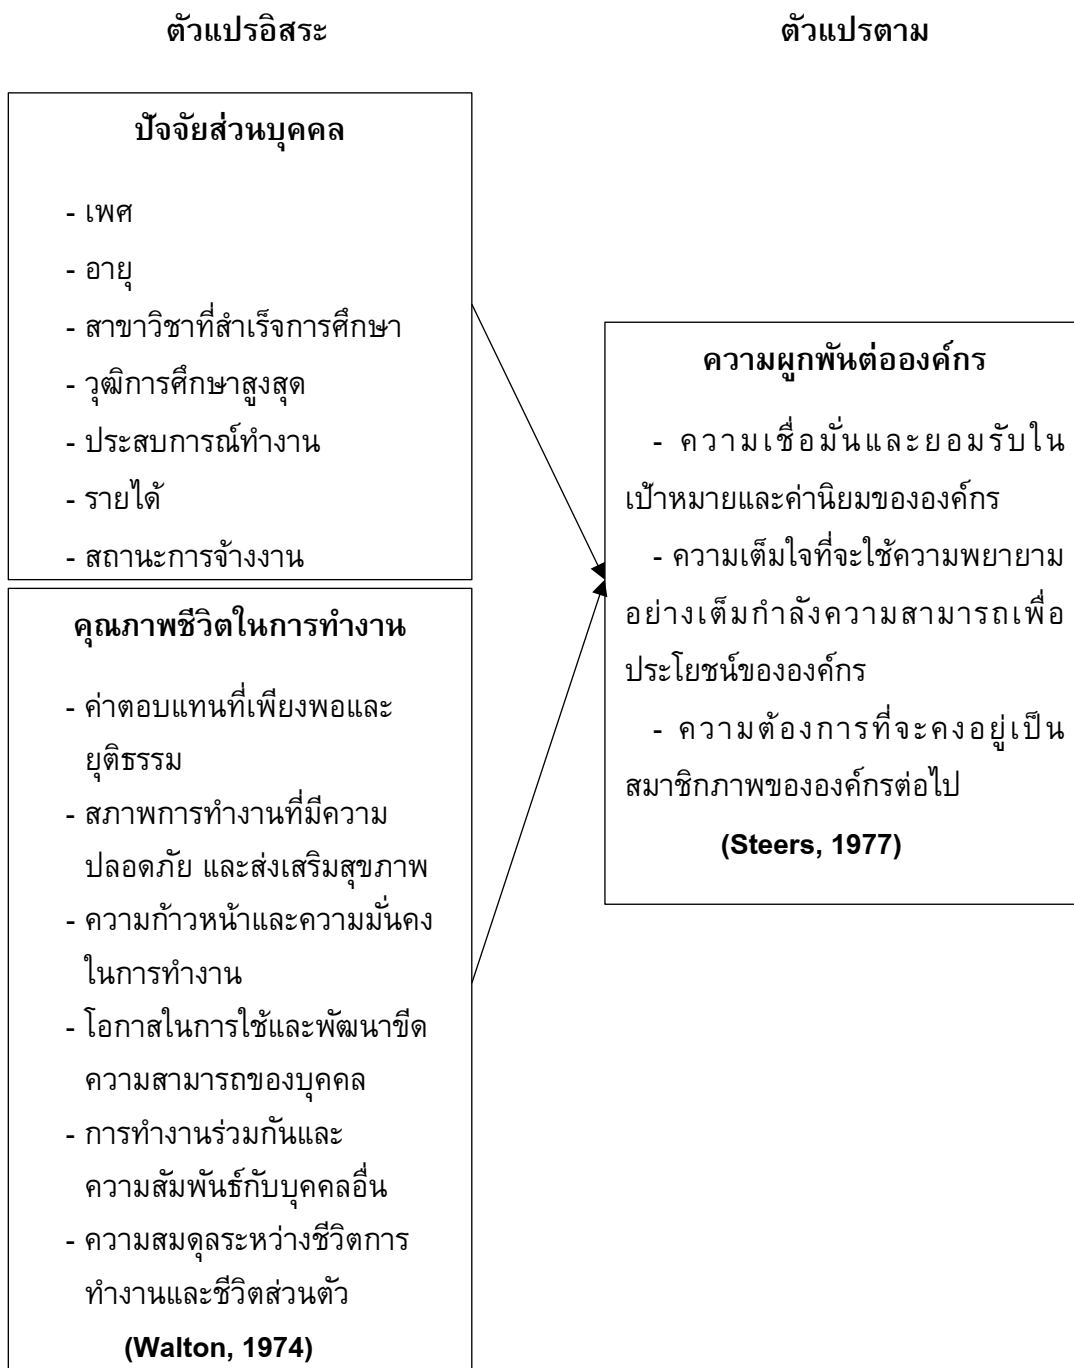 ตัวแปรอิสระ
ตัวแปรตาม
ปัจจัยส่วนบุคคล
- เพศ
- อายุ
- สาขาวิชาที่สำเร็จการศึกษา
- วุฒิการศึกษาสูงสุด
- ประสบการณ์ทำงาน
- รายได้
- สถานะการจ้างงาน
คุณภาพชีวิตในการทำงาน
- ค่าตอบแทนที่เพียงพอและ
ยุติธรรม
- สภาพการทำงานที่มีความ
ปลอดภัย และส่งเสริมสุขภาพ
- ความก้าวหน้าและความมั่นคง
ในการทำงาน
- โอกาสในการใช้และพัฒนาขีด
ความสามารถของบุคคล
- การทำงานร่วมกันและ
ความสัมพันธ์กับบุคคลอื่น
- ความสมดุลระหว่างชีวิตการ
ทำงานและชีวิตส่วนตัว
(Walton, 1974)
ความผูกพันต่อองค์กร
- ความเชื่อมั่นและยอมรับใน
เป้าหมายและค่านิยมขององค์กร
- ความเต็มใจที่จะใช้ความพยายาม
อย่างเต็มกำลังความสามารถเพื่อ
ประโยชน์ขององค์กร
- ความต้องการที่จะคงอยู่เป็น
สมาชิกภาพขององค์กรต่อไป
(Steers, 1977)